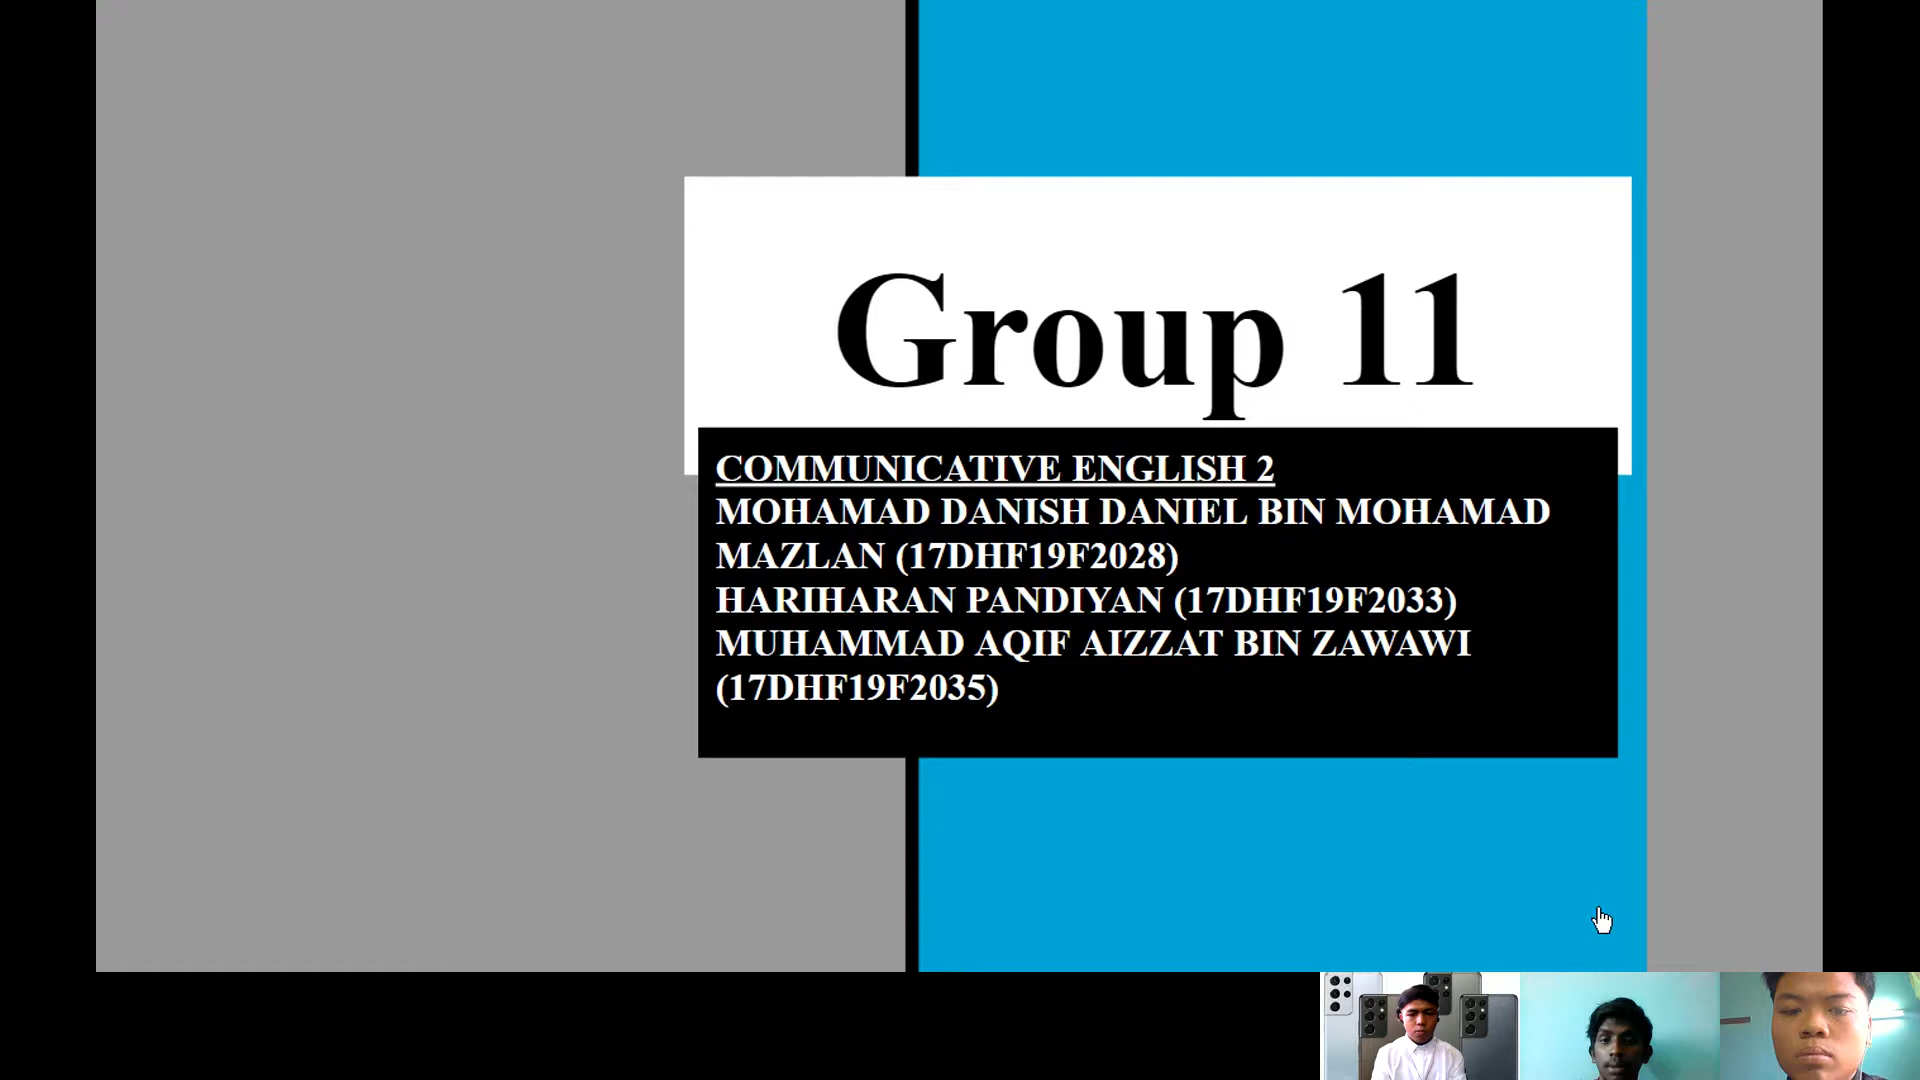 Group 11
COMMUNICATIVE ENGLISH 2
MOHAMAD DANISH DANIEL BIN MOHAMAD
MAZLAN (17DHF19F2028)
HARIHARAN PANDIYAN (17DHF19F2033)
MUHAMMAD AQIF AIZZAT BIN ZAWAWI
(17DHF19F2035)